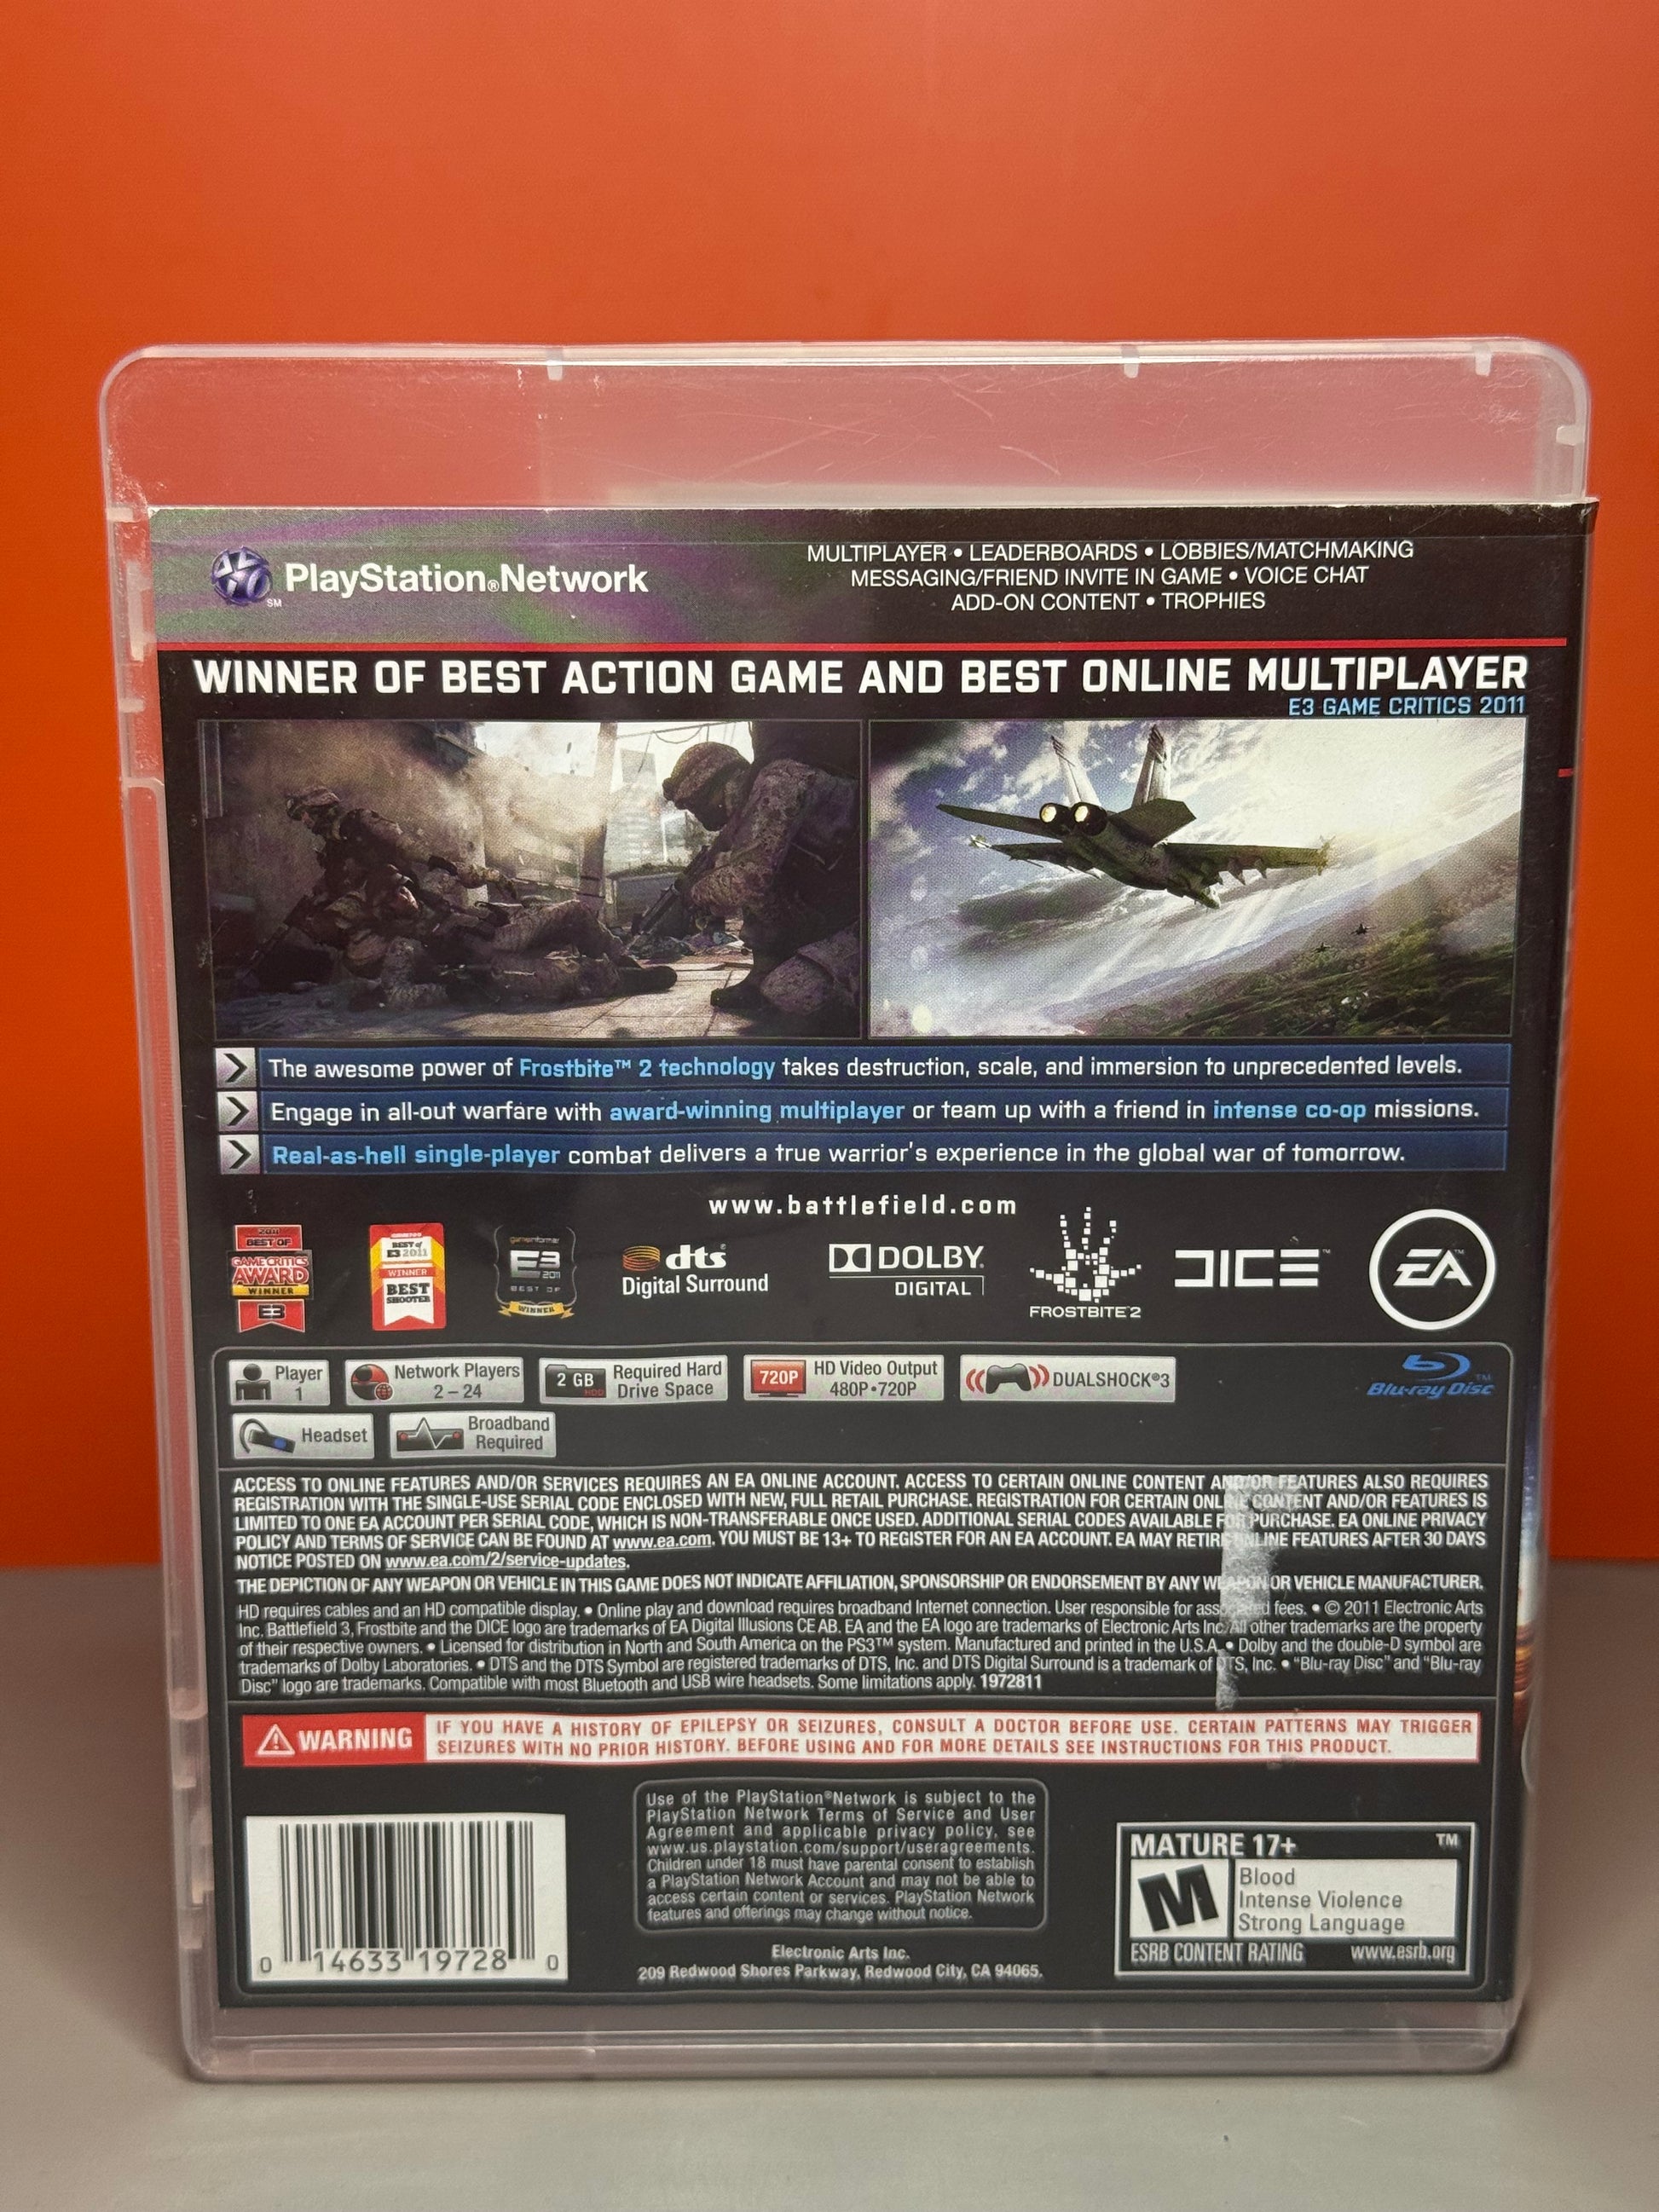 PlayStation®Network
SM
MULTIPLAYER • LEADERBOARDS • LOBBIES/MATCHMAKING
MESSAGING/FRIEND INVITE IN GAME • VOICE CHAT
ADD-ON CONTENT • TROPHIES
WINNER OF BEST ACTION GAME AND BEST ONLINE MULTIPLAYER
E3 GAME CRITICS 2011
The awesome power of Frostbite™ 2 technology takes destruction, scale, and immersion to unprecedented levels.
Engage in all-out warfare with award-winning multiplayer or team up with a friend in intense co-op missions.
Real-as-hell single-player combat delivers a true warrior's experience in the global war of tomorrow.
www.battlefield.com
2011
BEST OF
GAME CRITICS
AWARD
WINNER
E3
BEST of
E3 2011
WINNER
BEST
SHOOTER
gameinformer
E3
2011
BEST OF
WINNER
dts
Digital Surround
DOLBY
DIGITAL
FROSTBITE™2
DICE™
EA™
Player
1
Network Players
2 – 24
2 GB
HDD
Required Hard
Drive Space
720P
HD Video Output
480P•720P
DUALSHOCK®3
Blu-ray Disc™
Headset
Broadband
Required
ACCESS TO ONLINE FEATURES AND/OR SERVICES REQUIRES AN EA ONLINE ACCOUNT. ACCESS TO CERTAIN ONLINE CONTENT AND/OR FEATURES ALSO REQUIRES
REGISTRATION WITH THE SINGLE-USE SERIAL CODE ENCLOSED WITH NEW, FULL RETAIL PURCHASE. REGISTRATION FOR CERTAIN ONLINE CONTENT AND/OR FEATURES IS
LIMITED TO ONE EA ACCOUNT PER SERIAL CODE, WHICH IS NON-TRANSFERABLE ONCE USED. ADDITIONAL SERIAL CODES AVAILABLE FOR PURCHASE. EA ONLINE PRIVACY
POLICY AND TERMS OF SERVICE CAN BE FOUND AT www.ea.com. YOU MUST BE 13+ TO REGISTER FOR AN EA ACCOUNT. EA MAY RETIRE ONLINE FEATURES AFTER 30 DAYS
NOTICE POSTED ON www.ea.com/2/service-updates.
THE DEPICTION OF ANY WEAPON OR VEHICLE IN THIS GAME DOES NOT INDICATE AFFILIATION, SPONSORSHIP OR ENDORSEMENT BY ANY WEAPON OR VEHICLE MANUFACTURER.
HD requires cables and an HD compatible display. • Online play and download requires broadband Internet connection. User responsible for associated fees. • © 2011 Electronic Arts
Inc. Battlefield 3, Frostbite and the DICE logo are trademarks of EA Digital Illusions CE AB. EA and the EA logo are trademarks of Electronic Arts Inc. All other trademarks are the property
of their respective owners. • Licensed for distribution in North and South America on the PS3™ system. Manufactured and printed in the U.S.A. • Dolby and the double-D symbol are
trademarks of Dolby Laboratories. • DTS and the DTS Symbol are registered trademarks of DTS, Inc. and DTS Digital Surround is a trademark of DTS, Inc. • "Blu-ray Disc" and "Blu-ray
Disc" logo are trademarks. Compatible with most Bluetooth and USB wire headsets. Some limitations apply. 1972811
WARNING
IF YOU HAVE A HISTORY OF EPILEPSY OR SEIZURES, CONSULT A DOCTOR BEFORE USE. CERTAIN PATTERNS MAY TRIGGER
SEIZURES WITH NO PRIOR HISTORY. BEFORE USING AND FOR MORE DETAILS SEE INSTRUCTIONS FOR THIS PRODUCT.
Use of the PlayStation®Network is subject to the
PlayStation Network Terms of Service and User
Agreement and applicable privacy policy, see
www.us.playstation.com/support/useragreements.
Children under 18 must have parental consent to establish
a PlayStation Network Account and may not be able to
access certain content or services. PlayStation Network
features and offerings may change without notice.
Electronic Arts Inc.
209 Redwood Shores Parkway, Redwood City, CA 94065.
0 14633 19728 0
MATURE 17+ ™
M
Blood
Intense Violence
Strong Language
ESRB CONTENT RATING www.esrb.org